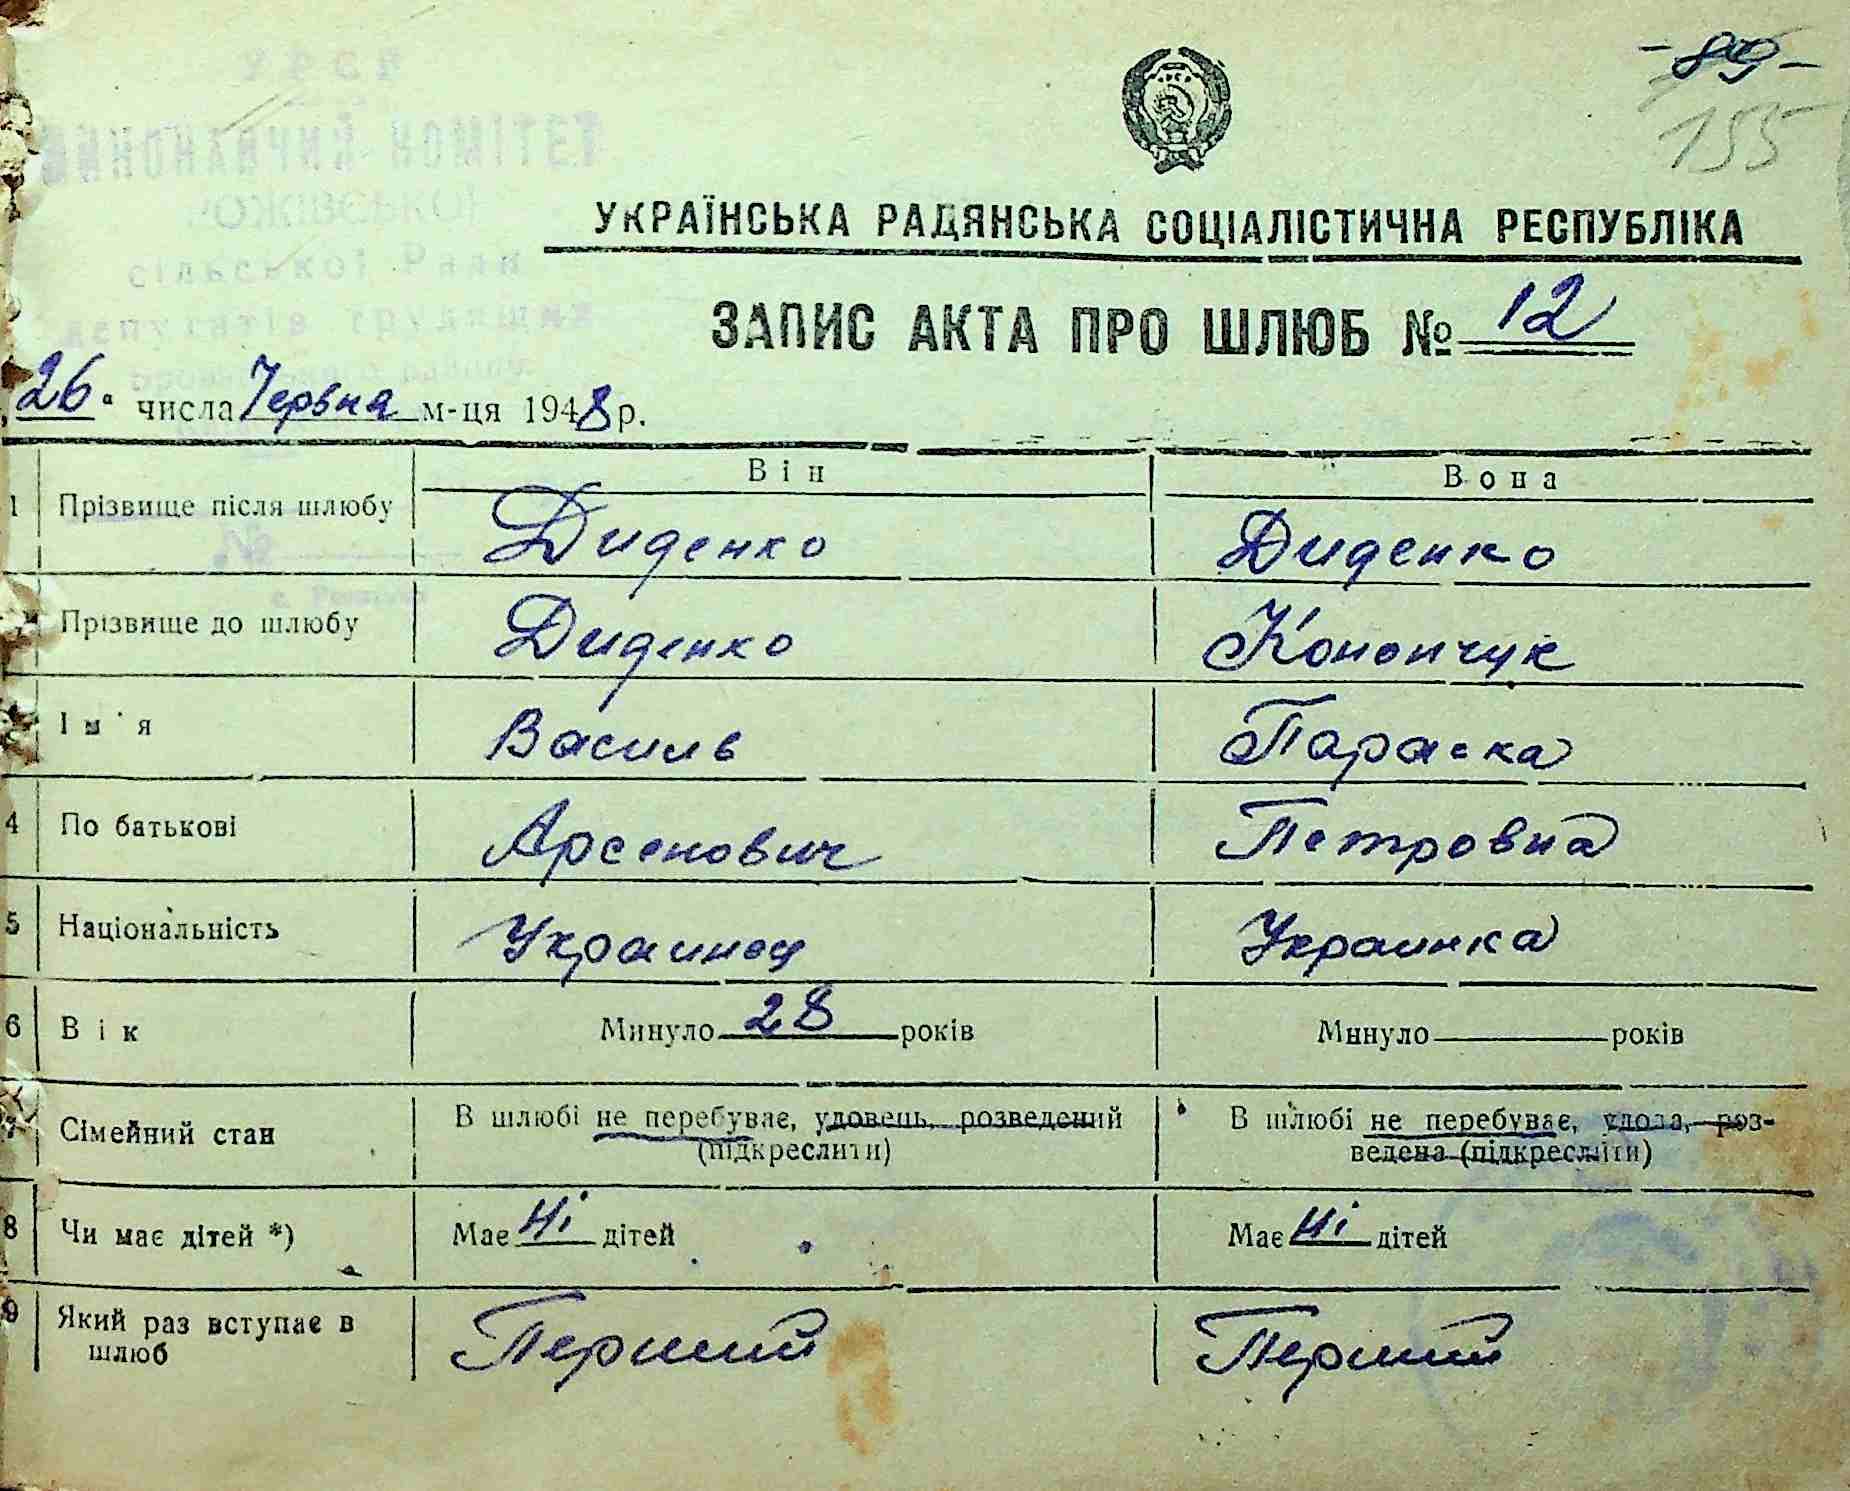 -89-
155
УРСР
ВИКОНАВЧИЙ КОМІТЕТ
сільської Ради
депутатів трудящих
УКРАЇНСЬКА РАДЯНСЬКА СОЦІАЛІСТИЧНА РЕСПУБЛІКА
ЗАПИС АКТА ПРО ШЛЮБ № 12
„26“ числа Червня м-ця 1948 р.
Він Вона
1 Прізвище після шлюбу Диденко Диденко
№
Прізвище до шлюбу Диденко Конончук
Ім'я Василь Параска
4 По батькові Арсенович Петровна
5 Національність Украинец Украинка
6 Вік Минуло 28 років Минуло років
7 Сімейний стан В шлюбі не перебуває, удовець, розведений (підкреслити) В шлюбі не перебуває, удова, роз-
ведена (підкреслити)
8 Чи має дітей *) Має ні дітей Має ні дітей
9 Який раз вступає в Перший Перший
шлюб